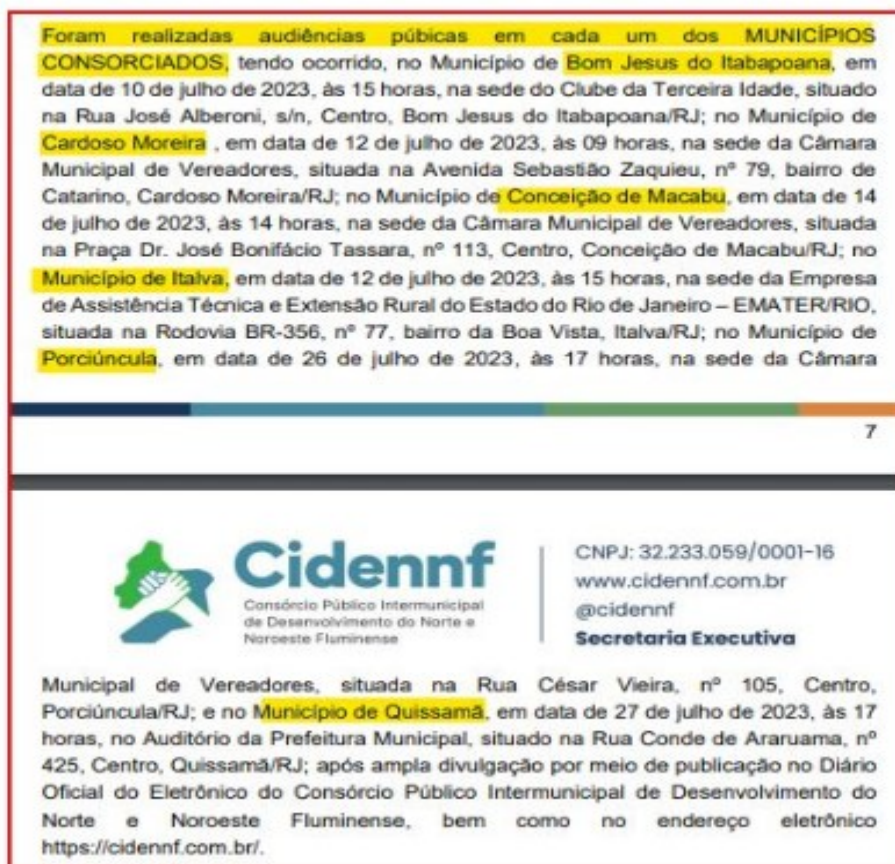 Foram realizadas audiências púbicas em cada um dos MUNICÍPIOS
CONSORCIADOS, tendo ocorrido, no Município de Bom Jesus do Itabapoana, em
data de 10 de julho de 2023, às 15 horas, na sede do Clube da Terceira Idade, situado
na Rua José Alberoni, s/n, Centro, Bom Jesus do Itabapoana/RJ; no Município de
Cardoso Moreira , em data de 12 de julho de 2023, às 09 horas, na sede da Câmara
Municipal de Vereadores, situada na Avenida Sebastião Zaquieu, nº 79, bairro de
Catarino, Cardoso Moreira/RJ; no Município de Conceição de Macabu, em data de 14
de julho de 2023, às 14 horas, na sede da Câmara Municipal de Vereadores, situada
na Praça Dr. José Bonifácio Tassara, nº 113, Centro, Conceição de Macabu/RJ; no
Município de Italva, em data de 12 de julho de 2023, às 15 horas, na sede da Empresa
de Assistência Técnica e Extensão Rural do Estado do Rio de Janeiro – EMATER/RIO,
situada na Rodovia BR-356, nº 77, bairro da Boa Vista, Italva/RJ; no Município de
Porciúncula, em data de 26 de julho de 2023, às 17 horas, na sede da Câmara
7
Cidennf
Consórcio Público Intermunicipal
de Desenvolvimento do Norte e
Noroeste Fluminense
CNPJ: 32.233.059/0001-16
www.cidennf.com.br
@cidennf
Secretaria Executiva
Municipal de Vereadores, situada na Rua César Vieira, nº 105, Centro,
Porciúncula/RJ; e no Município de Quissamã, em data de 27 de julho de 2023, às 17
horas, no Auditório da Prefeitura Municipal, situado na Rua Conde de Araruama, nº
425, Centro, Quissamã/RJ; após ampla divulgação por meio de publicação no Diário
Oficial do Eletrônico do Consórcio Público Intermunicipal de Desenvolvimento do
Norte e Noroeste Fluminense, bem como no endereço eletrônico
https://cidennf.com.br/.